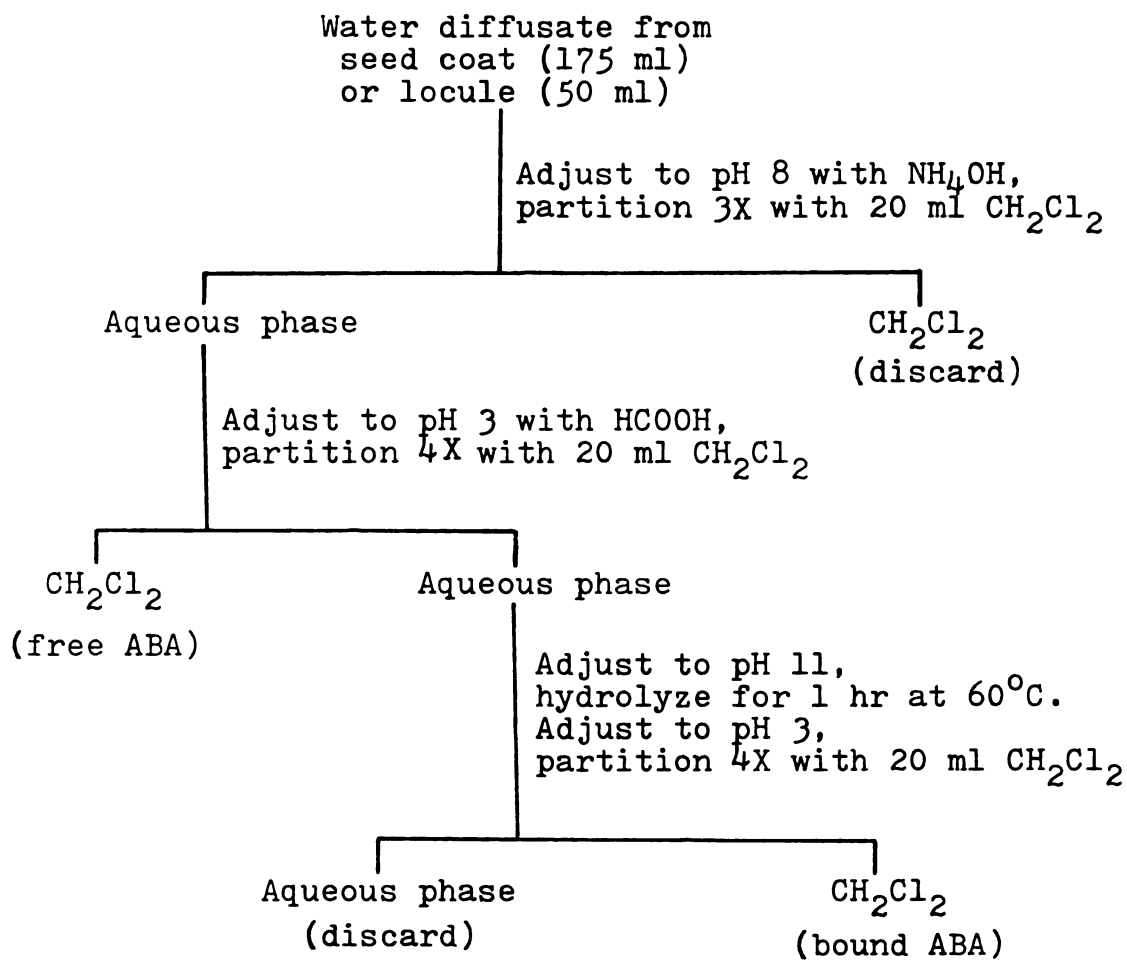 Water diffusate from
seed coat (175 ml)
or locule (50 ml)
Adjust to pH 8 with NH₄OH,
partition 3X with 20 ml CH₂Cl₂
Aqueous phase
CH₂Cl₂
(discard)
Adjust to pH 3 with HCOOH,
partition 4X with 20 ml CH₂Cl₂
CH₂Cl₂
(free ABA)
Aqueous phase
Adjust to pH 11,
hydrolyze for 1 hr at 60°C.
Adjust to pH 3,
partition 4X with 20 ml CH₂Cl₂
Aqueous phase
(discard)
CH₂Cl₂
(bound ABA)